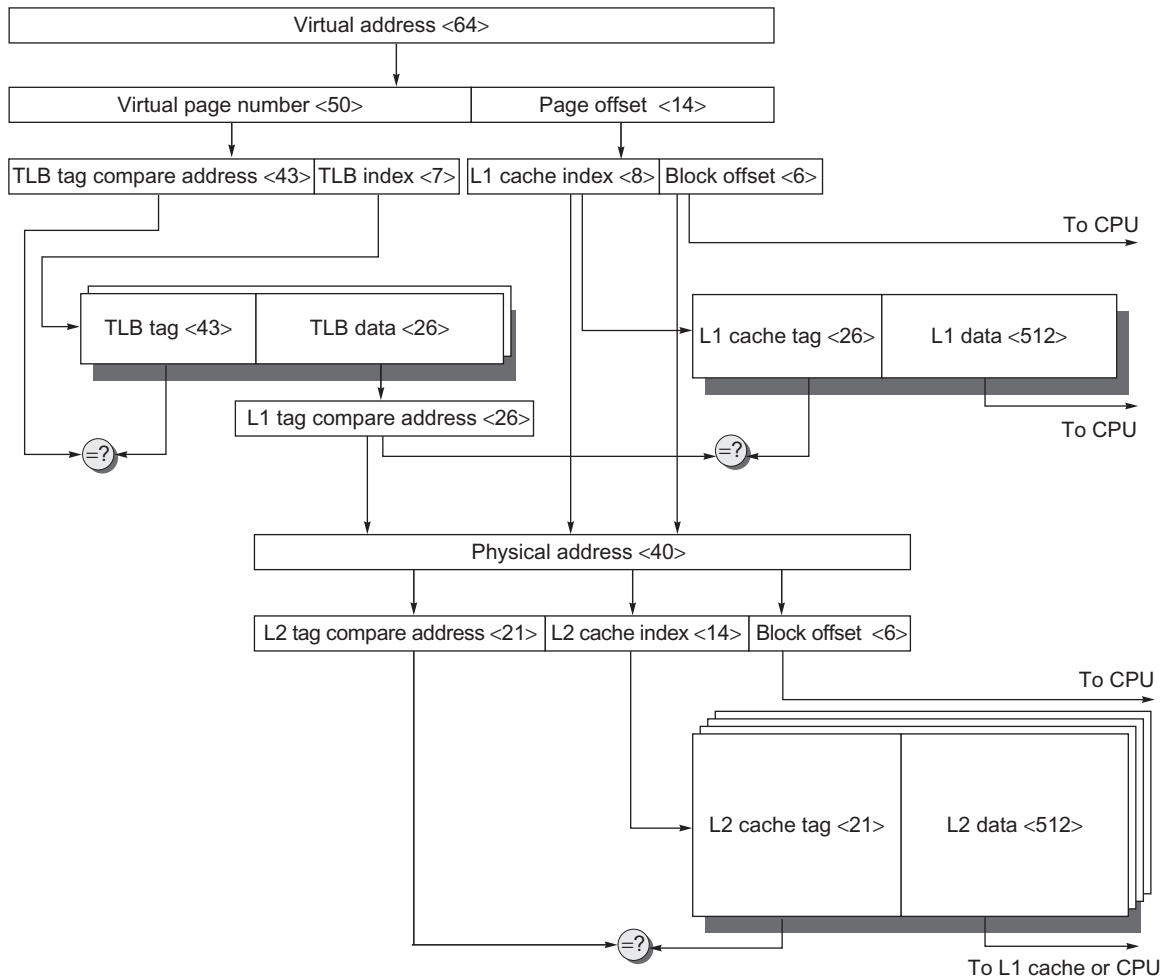 Virtual address <64>
Virtual page number <50>
Page offset <14>
TLB tag compare address <43>
TLB index <7>
L1 cache index <8>
Block offset <6>
To CPU
TLB tag <43>
TLB data <26>
L1 cache tag <26>
L1 data <512>
L1 tag compare address <26>
To CPU
=?
=?
Physical address <40>
L2 tag compare address <21>
L2 cache index <14>
Block offset <6>
To CPU
L2 cache tag <21>
L2 data <512>
=?
To L1 cache or CPU